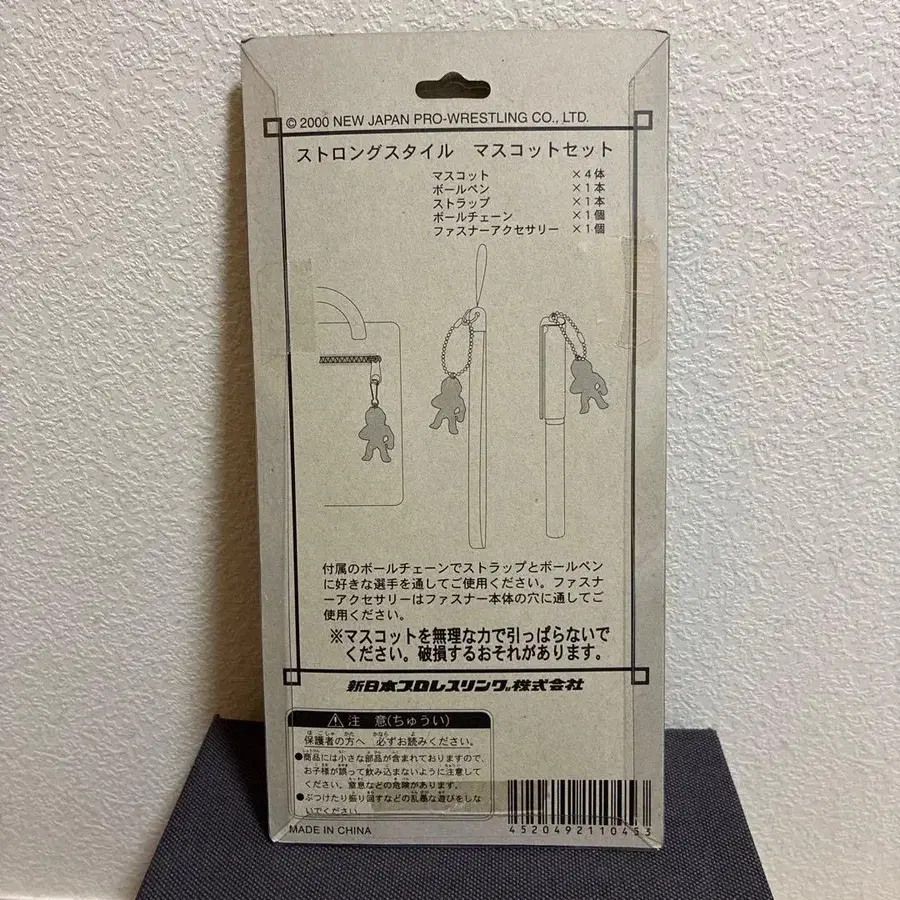 © 2000 NEW JAPAN PRO-WRESTLING CO., LTD.
ストロングスタイル マスコットセット
マスコット ×4体
ボールペン ×1本
ストラップ ×1本
ボールチェーン ×1個
ファスナーアクセサリー ×1個
付属のボールチェーンでストラップとボールペン
に好きな選手を通してご使用ください。ファスナ
ーアクセサリーはファスナー本体の穴に通してご
使用ください。
※マスコットを無理な力で引っぱらないで
ください。破損するおそれがあります。
新日本プロレスリング株式会社
注 意(ちゅうい)
保護者の方へ 必ずお読みください。
●商品には小さな部品が含まれておりますので、
お子様が誤って飲み込まないように注意して
ください。窒息などの危険があります。
●ぶつけたり振り回すなどの乱暴な遊びをしな
いでください。
MADE IN CHINA
4520492110453